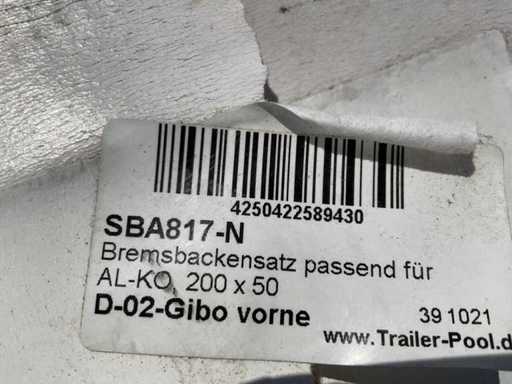 4250422589430
SBA817-N
Bremsbackensatz passend für
AL-KO, 200 x 50
D-02-Gibo vorne
39 1021
www.Trailer-Pool.d